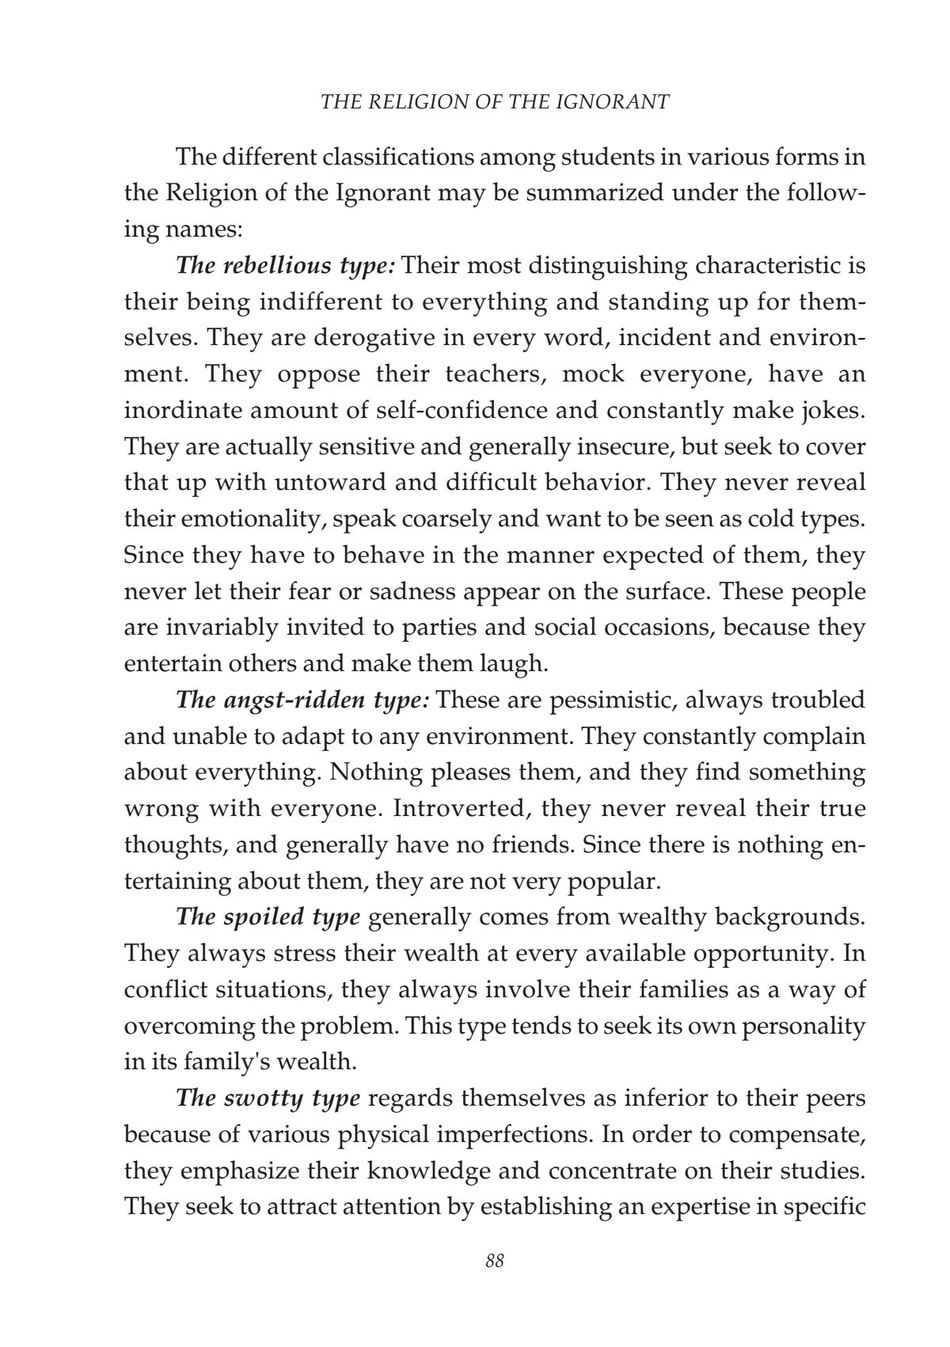 THE RELIGION OF THE IGNORANT
The different classifications among students in various forms in
the Religion of the Ignorant may be summarized under the follow-
ing names:
The rebellious type: Their most distinguishing characteristic is
their being indifferent to everything and standing up for them-
selves. They are derogative in every word, incident and environ-
ment. They oppose their teachers, mock everyone, have an
inordinate amount of self-confidence and constantly make jokes.
They are actually sensitive and generally insecure, but seek to cover
that up with untoward and difficult behavior. They never reveal
their emotionality, speak coarsely and want to be seen as cold types.
Since they have to behave in the manner expected of them, they
never let their fear or sadness appear on the surface. These people
are invariably invited to parties and social occasions, because they
entertain others and make them laugh.
The angst-ridden type: These are pessimistic, always troubled
and unable to adapt to any environment. They constantly complain
about everything. Nothing pleases them, and they find something
wrong with everyone. Introverted, they never reveal their true
thoughts, and generally have no friends. Since there is nothing en-
tertaining about them, they are not very popular.
The spoiled type generally comes from wealthy backgrounds.
They always stress their wealth at every available opportunity. In
conflict situations, they always involve their families as a way of
overcoming the problem. This type tends to seek its own personality
in its family's wealth.
The swotty type regards themselves as inferior to their peers
because of various physical imperfections. In order to compensate,
they emphasize their knowledge and concentrate on their studies.
They seek to attract attention by establishing an expertise in specific
88